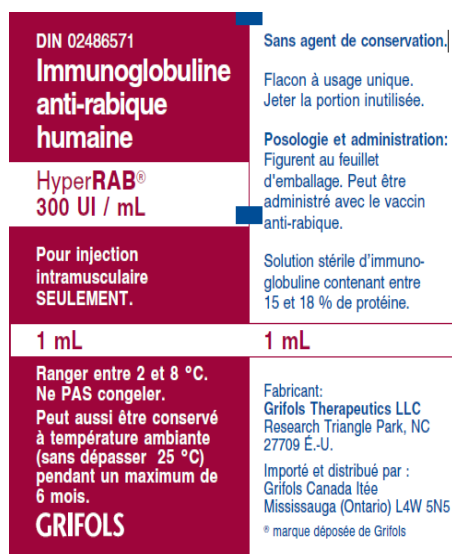 DIN 02486571
Immunoglobuline
anti-rabique
humaine
HyperRAB®
300 UI / mL
Pour injection
intramusculaire
SEULEMENT.
1 mL
Ranger entre 2 et 8 °C.
Ne PAS congeler.
Peut aussi être conservé
à température ambiante
(sans dépasser 25 °C)
pendant un maximum de
6 mois.
GRIFOLS
Sans agent de conservation.
Flacon à usage unique.
Jeter la portion inutilisée.
Posologie et administration:
Figurent au feuillet
d'emballage. Peut être
administré avec le vaccin
anti-rabique.
Solution stérile d'immuno-
globuline contenant entre
15 et 18 % de protéine.
1 mL
Fabricant:
Grifols Therapeutics LLC
Research Triangle Park, NC
27709 É.-U.
Importé et distribué par :
Grifols Canada ltée
Mississauga (Ontario) L4W 5N5
® marque déposée de Grifols